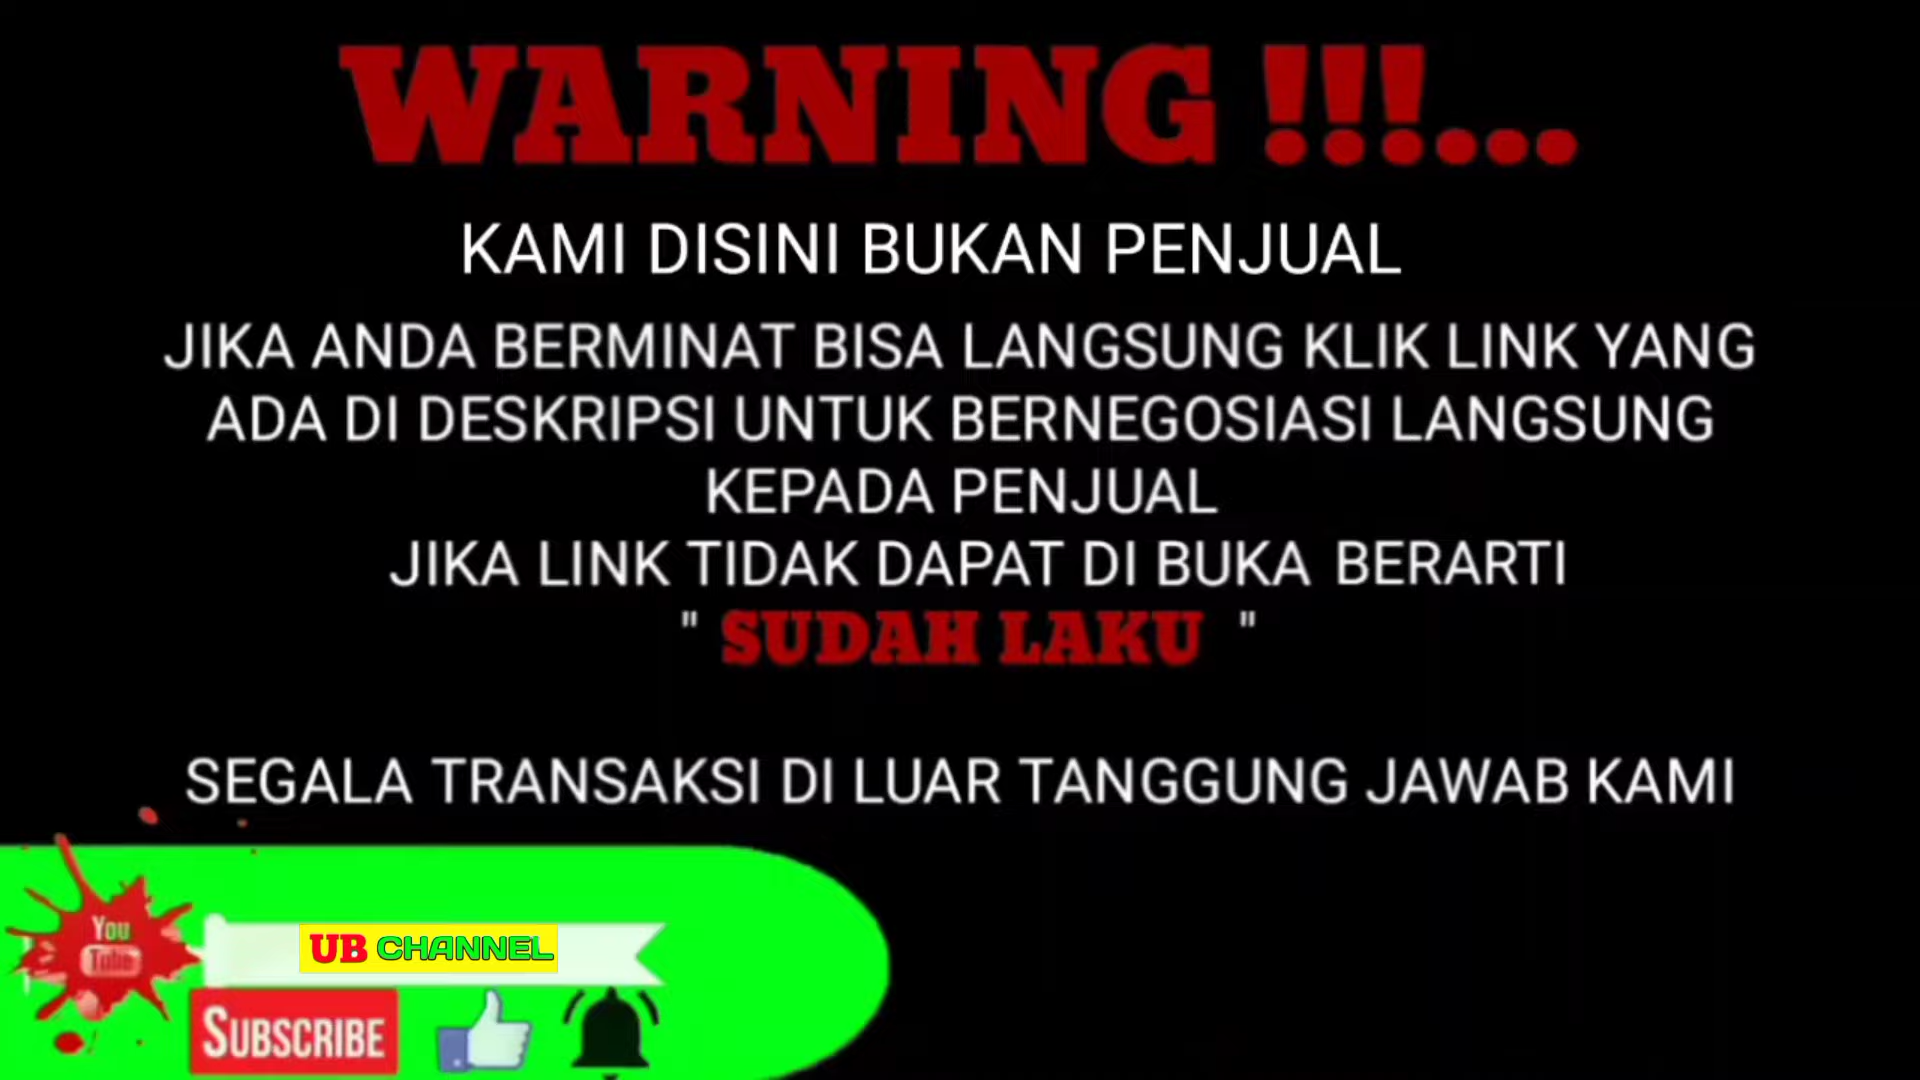 WARNING !!!...
KAMI DISINI BUKAN PENJUAL
JIKA ANDA BERMINAT BISA LANGSUNG KLIK LINK YANG
ADA DI DESKRIPSI UNTUK BERNEGOSIASI LANGSUNG
KEPADA PENJUAL
JIKA LINK TIDAK DAPAT DI BUKA BERARTI
" SUDAH LAKU "
SEGALA TRANSAKSI DI LUAR TANGGUNG JAWAB KAMI
You
Tube
UB CHANNEL
SUBSCRIBE